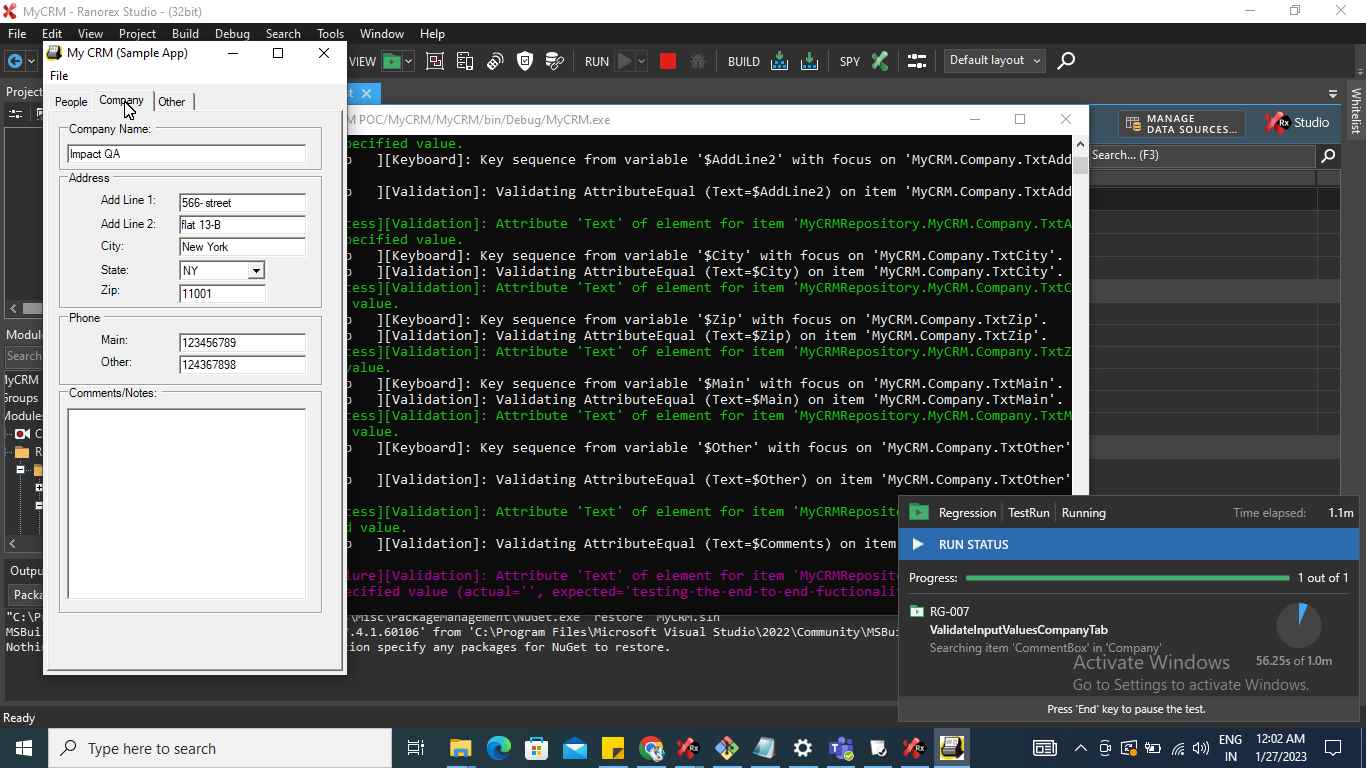 MyCRM - Ranorex Studio - (32bit)
File Edit View Project Build Debug Search Tools Window Help
VIEW RUN BUILD SPY Default layout
Project
MANAGE DATA SOURCES...
Studio
Whitelist
Search... (F3)
My CRM (Sample App)
File
People Company Other
Company Name:
Impact QA
Address
Add Line 1: 566- street
Add Line 2: flat 13-B
City: New York
State: NY
Zip: 11001
Phone
Main: 123456789
Other: 124367898
Comments/Notes:
M POC/MyCRM/MyCRM/bin/Debug/MyCRM.exe
ecified value.
][Keyboard]: Key sequence from variable '$AddLine2' with focus on 'MyCRM.Company.TxtAdd
][Validation]: Validating AttributeEqual (Text=$AddLine2) on item 'MyCRM.Company.TxtAdd
ess][Validation]: Attribute 'Text' of element for item 'MyCRMRepository.MyCRM.Company.TxtA
ecified value.
][Keyboard]: Key sequence from variable '$City' with focus on 'MyCRM.Company.TxtCity'.
][Validation]: Validating AttributeEqual (Text=$City) on item 'MyCRM.Company.TxtCity'.
ess][Validation]: Attribute 'Text' of element for item 'MyCRMRepository.MyCRM.Company.TxtC
value.
][Keyboard]: Key sequence from variable '$Zip' with focus on 'MyCRM.Company.TxtZip'.
][Validation]: Validating AttributeEqual (Text=$Zip) on item 'MyCRM.Company.TxtZip'.
ess][Validation]: Attribute 'Text' of element for item 'MyCRMRepository.MyCRM.Company.TxtZ
alue.
][Keyboard]: Key sequence from variable '$Main' with focus on 'MyCRM.Company.TxtMain'.
][Validation]: Validating AttributeEqual (Text=$Main) on item 'MyCRM.Company.TxtMain'.
ess][Validation]: Attribute 'Text' of element for item 'MyCRMRepository.MyCRM.Company.TxtM
value.
][Keyboard]: Key sequence from variable '$Other' with focus on 'MyCRM.Company.TxtOther'
][Validation]: Validating AttributeEqual (Text=$Other) on item 'MyCRM.Company.TxtOther'
ess][Validation]: Attribute 'Text' of element for item 'MyCRMReposit
d value.
][Validation]: Validating AttributeEqual (Text=$Comments) on item
lure][Validation]: Attribute 'Text' of element for item 'MyCRMReposit
ecified value (actual='', expected='testing-the-end-to-end-fuctionali
Module
Search
MyCRM
Groups
Module
C
R
Outpu
Packa
"C:\P \Misc\PackageManagement\NuGet.exe" restore "MyCRM.sln"
MSBui .4.1.60106' from 'C:\Program Files\Microsoft Visual Studio\2022\Community\MSBu
Nothi ion specify any packages for NuGet to restore.
Regression TestRun Running Time elapsed: 1.1m
RUN STATUS
Progress: 1 out of 1
RG-007
ValidateInputValuesCompanyTab
Searching item 'CommentBox' in 'Company'
56.25s of 1.0m
Activate Windows
Go to Settings to activate Windows.
Press 'End' key to pause the test.
Ready
Type here to search
ENG IN
12:02 AM
1/27/2023